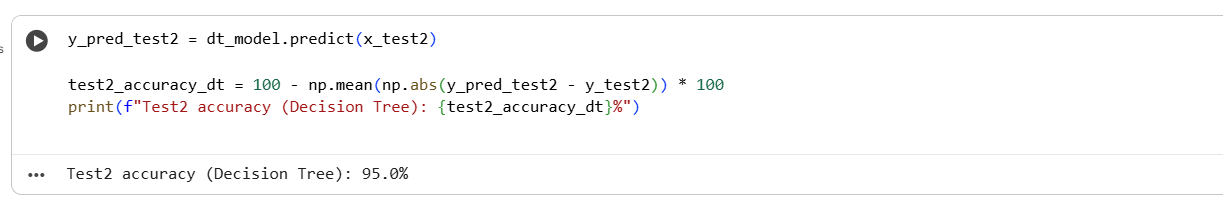 s
y_pred_test2 = dt_model.predict(x_test2)
test2_accuracy_dt = 100 - np.mean(np.abs(y_pred_test2 - y_test2)) * 100
print(f"Test2 accuracy (Decision Tree): {test2_accuracy_dt}%")
Test2 accuracy (Decision Tree): 95.0%